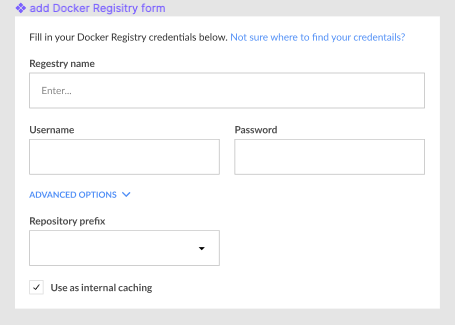 add Docker Regisitry form
Fill in your Docker Registry credentials below. Not sure where to find your credentails?
Regestry name
Enter...
Username Password
ADVANCED OPTIONS
Repository prefix
Use as internal caching